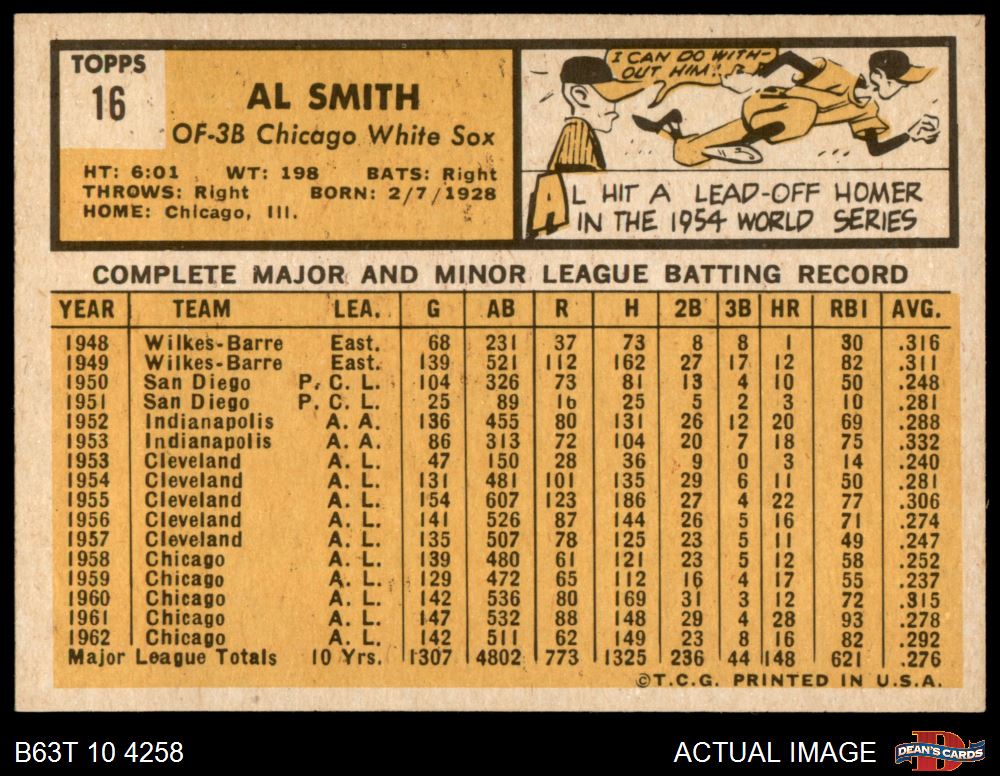 TOPPS
16
AL SMITH
OF-3B Chicago White Sox
HT: 6:01 WT: 198 BATS: Right
THROWS: Right BORN: 2/7/1928
HOME: Chicago, Ill.
I CAN DO WITH-
OUT HIM!
AL HIT A LEAD-OFF HOMER
IN THE 1954 WORLD SERIES
COMPLETE MAJOR AND MINOR LEAGUE BATTING RECORD
YEAR TEAM LEA. G AB R H 2B 3B HR RBI AVG.
1948 Wilkes-Barre East. 68 231 37 73 8 8 1 30 .316
1949 Wilkes-Barre East. 139 521 112 162 27 17 12 82 .311
1950 San Diego P. C. L. 104 326 73 81 13 4 10 50 .248
1951 San Diego P. C. L. 25 89 16 25 5 2 3 10 .281
1952 Indianapolis A. A. 136 455 80 131 26 12 20 69 .288
1953 Indianapolis A. A. 86 313 72 104 20 7 18 75 .332
1953 Cleveland A. L. 47 150 28 36 9 0 3 14 .240
1954 Cleveland A. L. 131 481 101 135 29 6 11 50 .281
1955 Cleveland A. L. 154 607 123 186 27 4 22 77 .306
1956 Cleveland A. L. 141 526 87 144 26 5 16 71 .274
1957 Cleveland A. L. 135 507 78 125 23 5 11 49 .247
1958 Chicago A. L. 139 480 61 121 23 5 12 58 .252
1959 Chicago A. L. 129 472 65 112 16 4 17 55 .237
1960 Chicago A. L. 142 536 80 169 31 3 12 72 .315
1961 Chicago A. L. 147 532 88 148 29 4 28 93 .278
1962 Chicago A. L. 142 511 62 149 23 8 16 82 .292
Major League Totals 10 Yrs. 1307 4802 773 1325 236 44 148 621 .276
©T.C.G. PRINTED IN U.S.A.
B63T 10 4258
ACTUAL IMAGE
DEAN'S CARDS